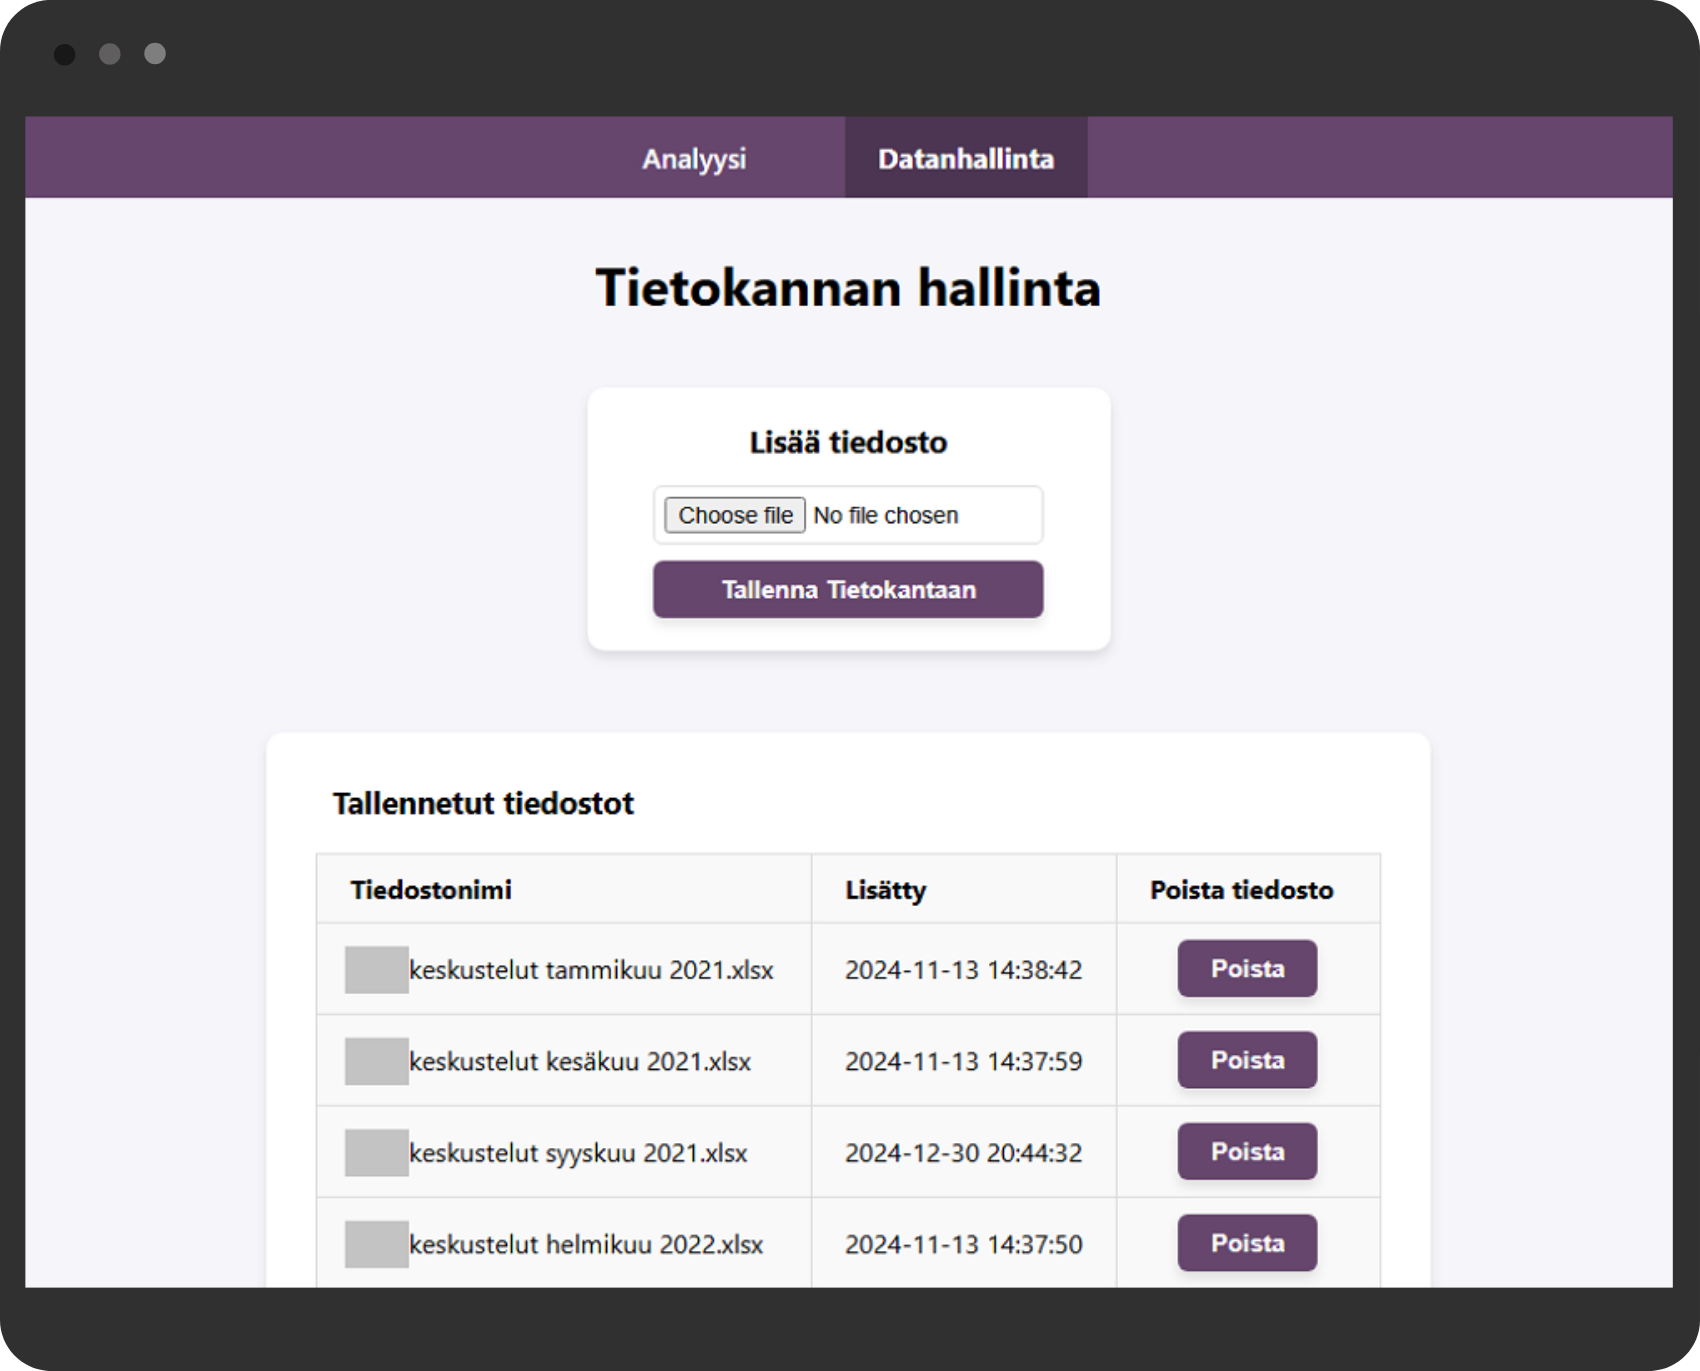 Analyysi Datanhallinta
Tietokannan hallinta
Lisää tiedosto
Choose file No file chosen
Tallenna Tietokantaan
Tallennetut tiedostot
Tiedostonimi Lisätty Poista tiedosto
keskustelut tammikuu 2021.xlsx 2024-11-13 14:38:42 Poista
keskustelut kesäkuu 2021.xlsx 2024-11-13 14:37:59 Poista
keskustelut syyskuu 2021.xlsx 2024-12-30 20:44:32 Poista
keskustelut helmikuu 2022.xlsx 2024-11-13 14:37:50 Poista